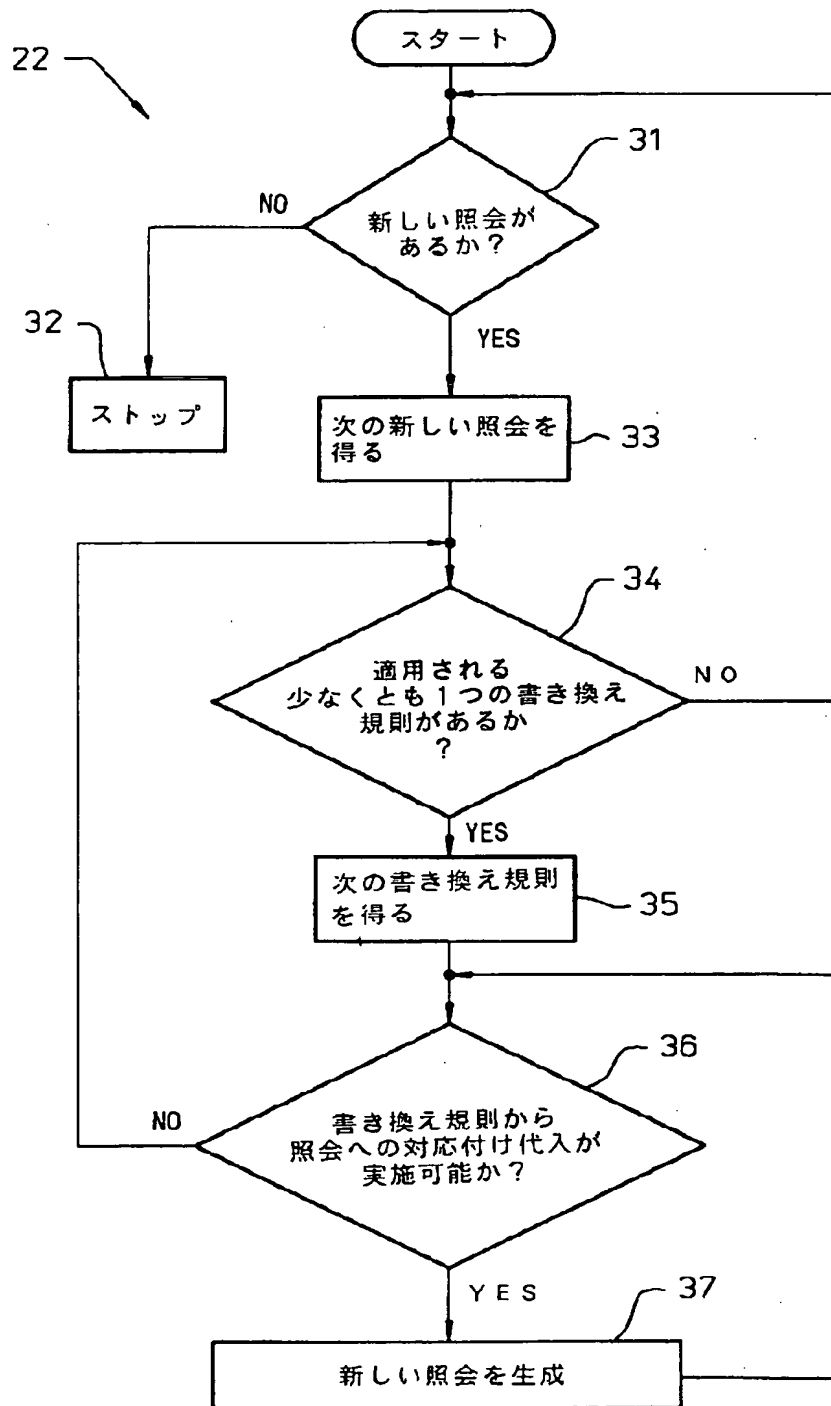 スタート
22
31
新しい照会が
あるか？
NO
YES
32
ストップ
次の新しい照会を
得る
33
34
適用される
少なくとも１つの書き換え
規則があるか
？
ＮＯ
YES
次の書き換え規則
を得る
35
36
書き換え規則から
照会への対応付け代入が
実施可能か？
NO
ＹＥＳ
37
新しい照会を生成